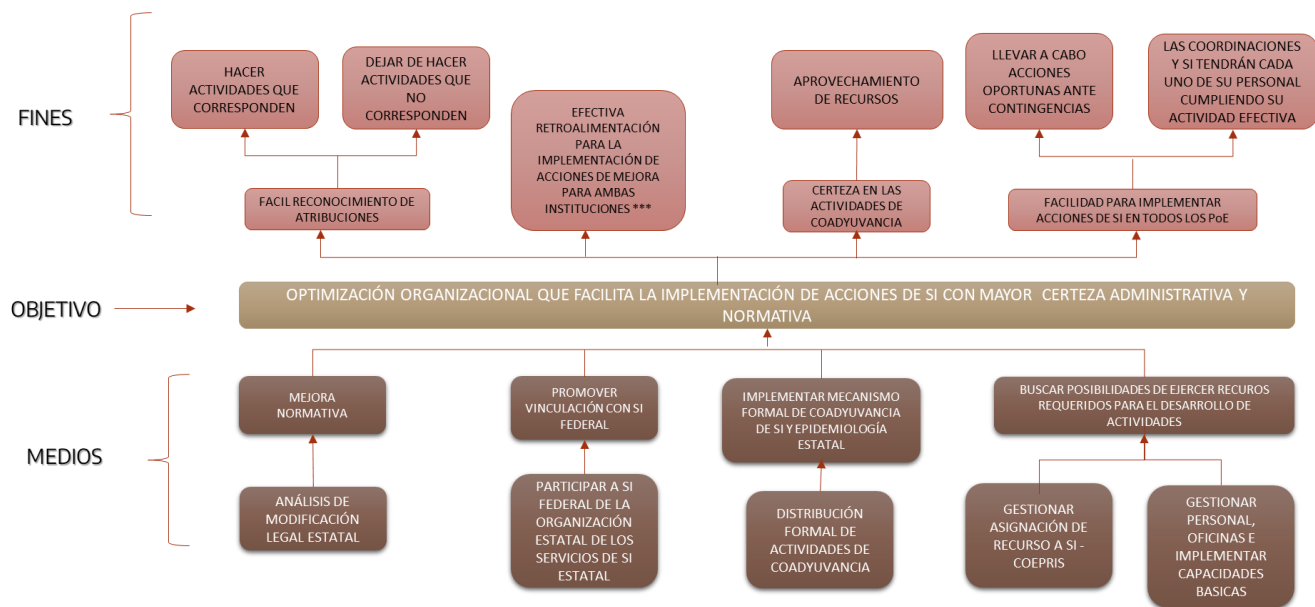 FINES
HACER
ACTIVIDADES QUE
CORRESPONDEN
DEJAR DE HACER
ACTIVIDADES QUE
NO
CORRESPONDEN
EFECTIVA
RETROALIMENTACIÓN
PARA LA
IMPLEMENTACIÓN DE
ACCIONES DE MEJORA
PARA AMBAS
INSTITUCIONES ***
APROVECHAMIENTO
DE RECURSOS
LLEVAR A CABO
ACCIONES
OPORTUNAS ANTE
CONTINGENCIAS
LAS COORDINACIONES
Y SI TENDRÁN CADA
UNO DE SU PERSONAL
CUMPLIENDO SU
ACTIVIDAD EFECTIVA
FACIL RECONOCIMIENTO DE
ATRIBUCIONES
CERTEZA EN LAS
ACTIVIDADES DE
COADYUVANCIA
FACILIDAD PARA IMPLEMENTAR
ACCIONES DE SI EN TODOS LOS PoE
OBJETIVO
OPTIMIZACIÓN ORGANIZACIONAL QUE FACILITA LA IMPLEMENTACIÓN DE ACCIONES DE SI CON MAYOR CERTEZA ADMINISTRATIVA Y
NORMATIVA
MEDIOS
MEJORA
NORMATIVA
PROMOVER
VINCULACIÓN CON SI
FEDERAL
IMPLEMENTAR MECANISMO
FORMAL DE COADYUVANCIA
DE SI Y EPIDEMIOLOGÍA
ESTATAL
BUSCAR POSIBILIDADES DE EJERCER RECUROS
REQUERIDOS PARA EL DESARROLLO DE
ACTIVIDADES
ANÁLISIS DE
MODIFICACIÓN
LEGAL ESTATAL
PARTICIPAR A SI
FEDERAL DE LA
ORGANIZACIÓN
ESTATAL DE LOS
SERVICIOS DE SI
ESTATAL
DISTRIBUCIÓN
FORMAL DE
ACTIVIDADES DE
COADYUVANCIA
GESTIONAR
ASIGNACIÓN DE
RECURSO A SI -
COEPRIS
GESTIONAR
PERSONAL,
OFICINAS E
IMPLEMENTAR
CAPACIDADES
BASICAS